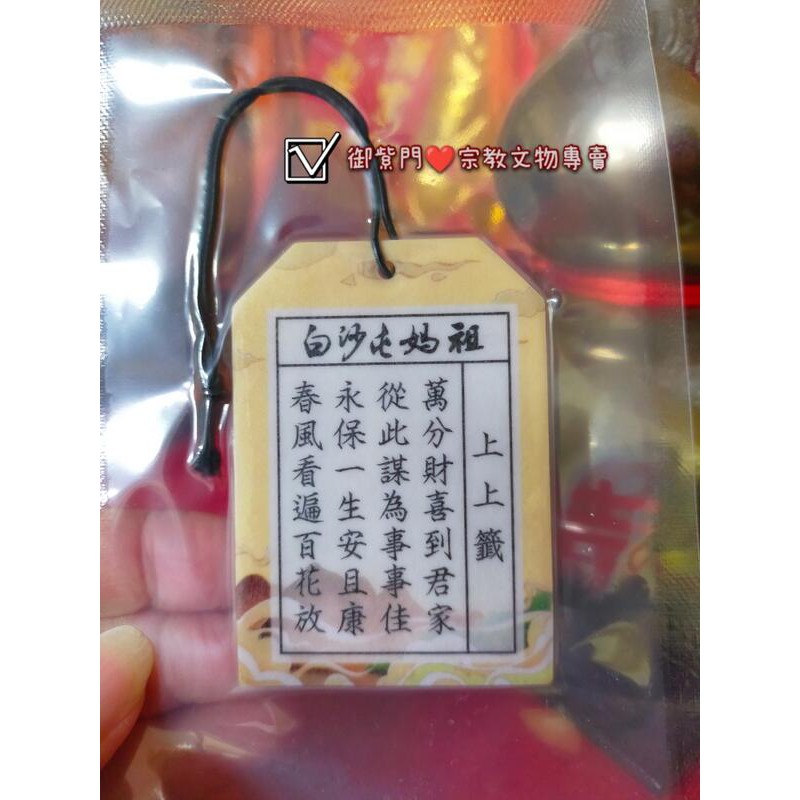 御紫門❤️宗教文物專賣
白沙屯媽祖
上上籤
萬分財喜到君家
從此謀為事事佳
永保一生安且康
春風看遍百花放